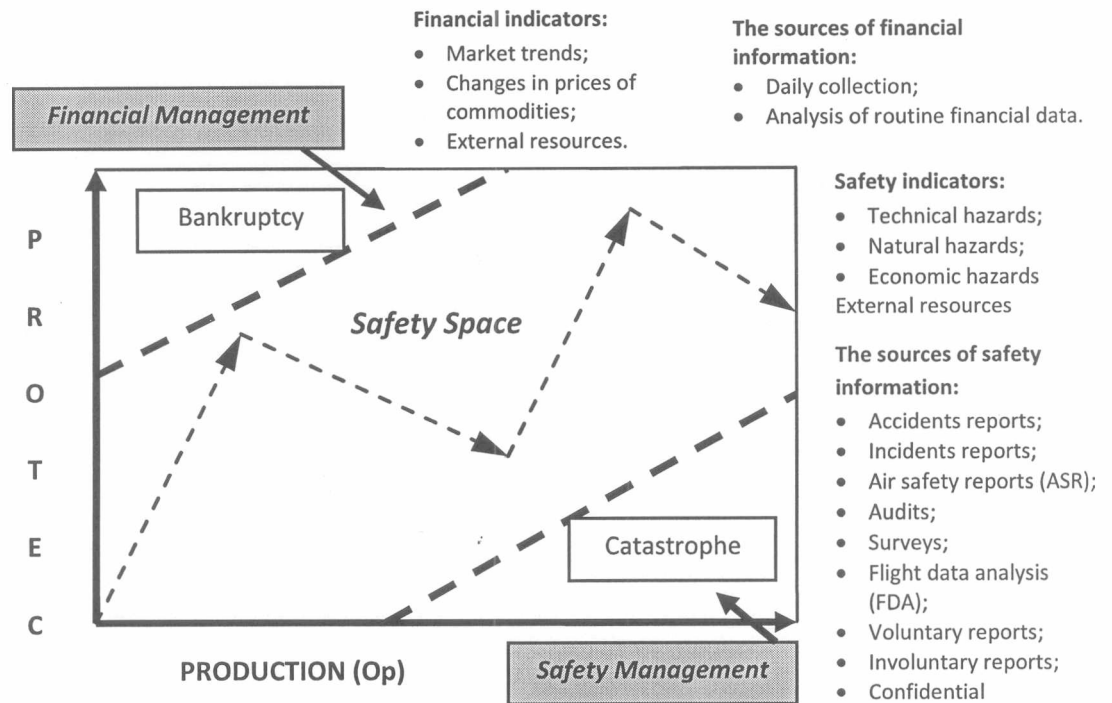 Financial indicators:
• Market trends;
• Changes in prices of
commodities;
• External resources.
The sources of financial
information:
• Daily collection;
• Analysis of routine financial data.
Financial Management
Bankruptcy
Safety Space
Catastrophe
P
R
O
T
E
C
PRODUCTION (Op)
Safety Management
Safety indicators:
• Technical hazards;
• Natural hazards;
• Economic hazards
External resources
The sources of safety
information:
• Accidents reports;
• Incidents reports;
• Air safety reports (ASR);
• Audits;
• Surveys;
• Flight data analysis
(FDA);
• Voluntary reports;
• Involuntary reports;
• Confidential